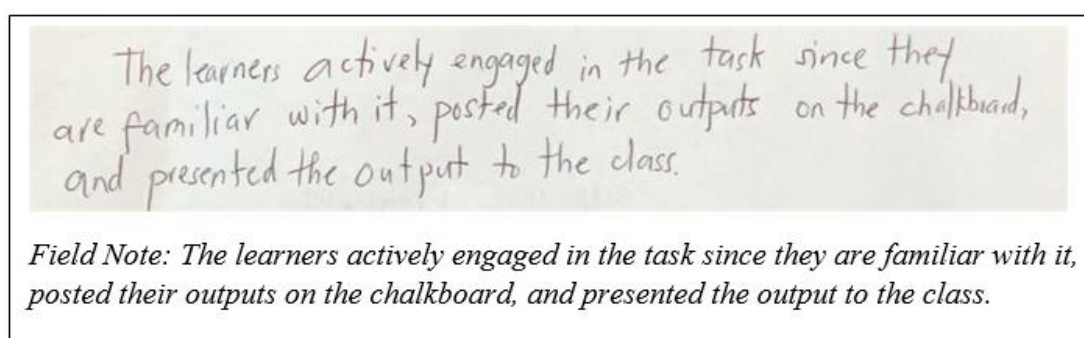 The learners actively engaged in the task since they
are familiar with it, posted their outputs on the chalkboard,
and presented the output to the class.
Field Note: The learners actively engaged in the task since they are familiar with it,
posted their outputs on the chalkboard, and presented the output to the class.